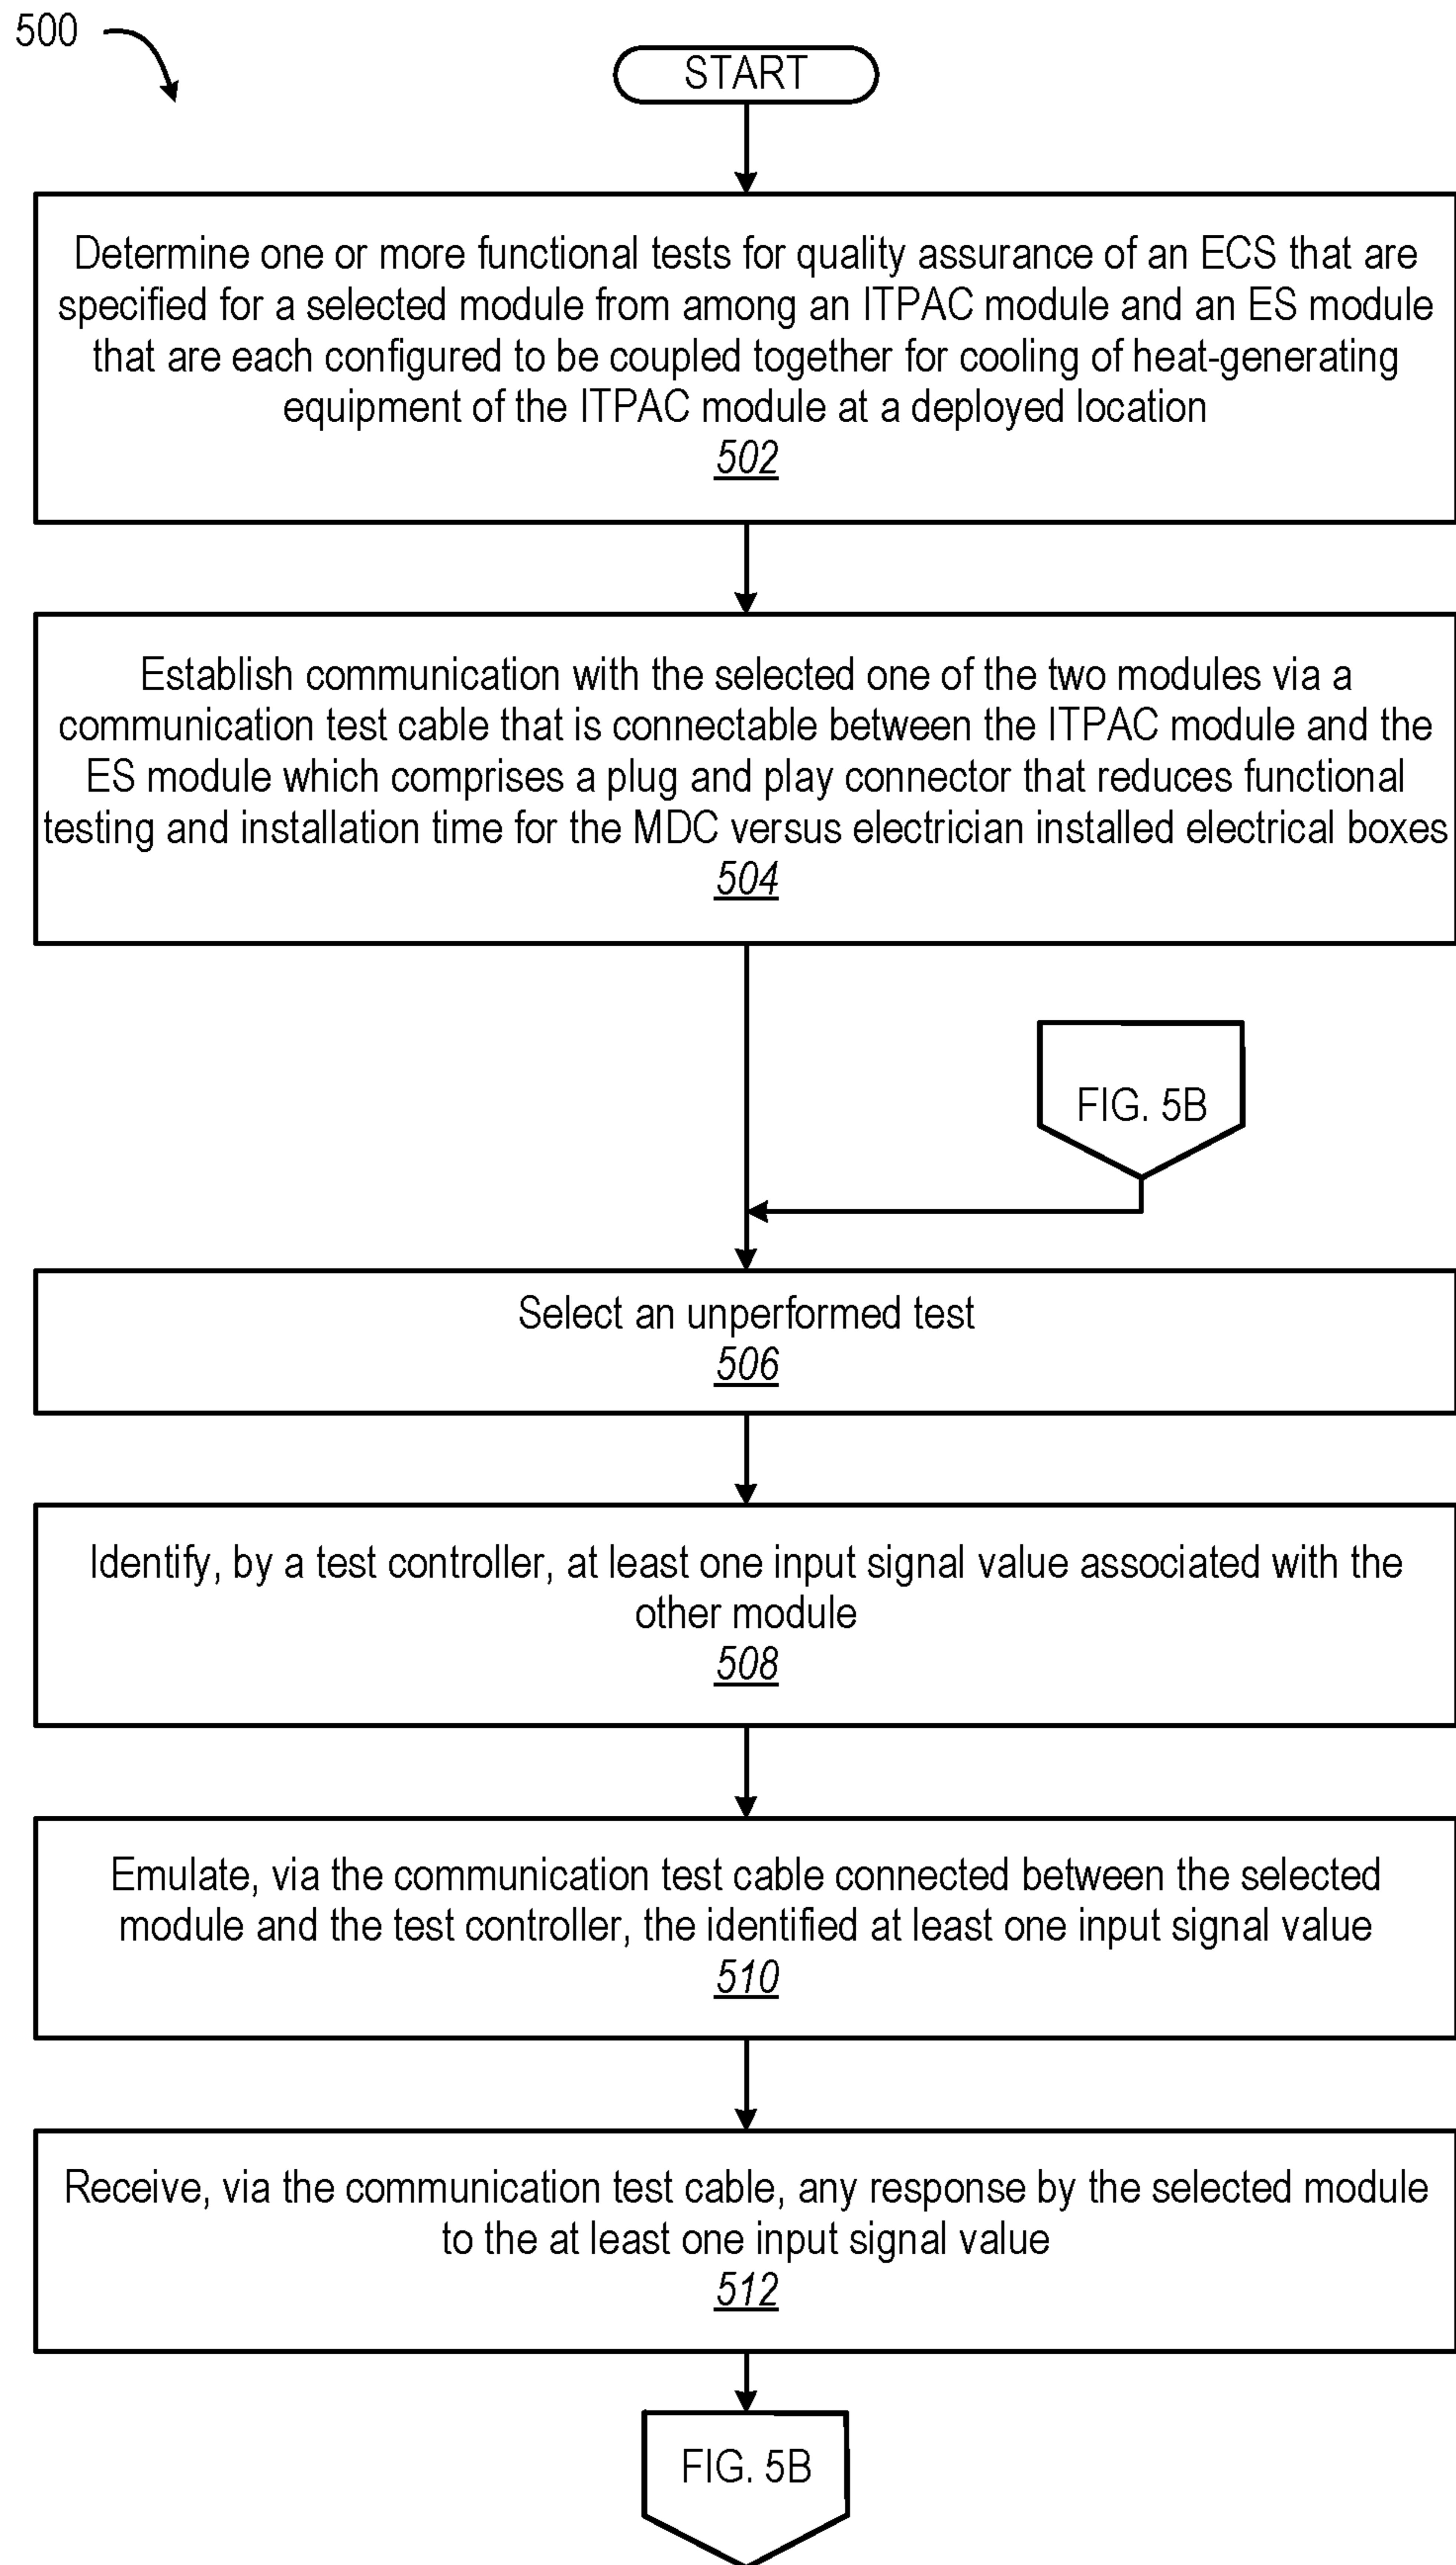 500
START
Determine one or more functional tests for quality assurance of an ECS that are
specified for a selected module from among an ITPAC module and an ES module
that are each configured to be coupled together for cooling of heat-generating
equipment of the ITPAC module at a deployed location
502
Establish communication with the selected one of the two modules via a
communication test cable that is connectable between the ITPAC module and the
ES module which comprises a plug and play connector that reduces functional
testing and installation time for the MDC versus electrician installed electrical boxes
504
FIG. 5B
Select an unperformed test
506
Identify, by a test controller, at least one input signal value associated with the
other module
508
Emulate, via the communication test cable connected between the selected
module and the test controller, the identified at least one input signal value
510
Receive, via the communication test cable, any response by the selected module
to the at least one input signal value
512
FIG. 5B